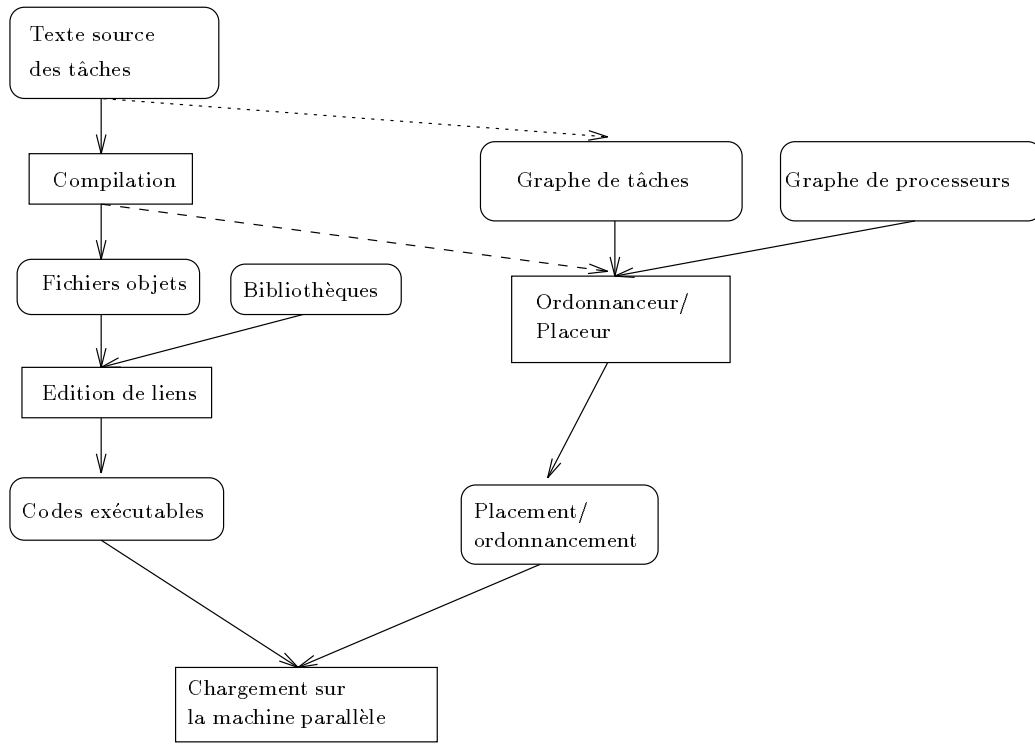 Texte source
des tâches
Compilation
Graphe de tâches
Graphe de processeurs
Fichiers objets
Bibliothèques
Ordonnanceur/
Placeur
Edition de liens
Codes exécutables
Placement/
ordonnancement
Chargement sur
la machine parallèle